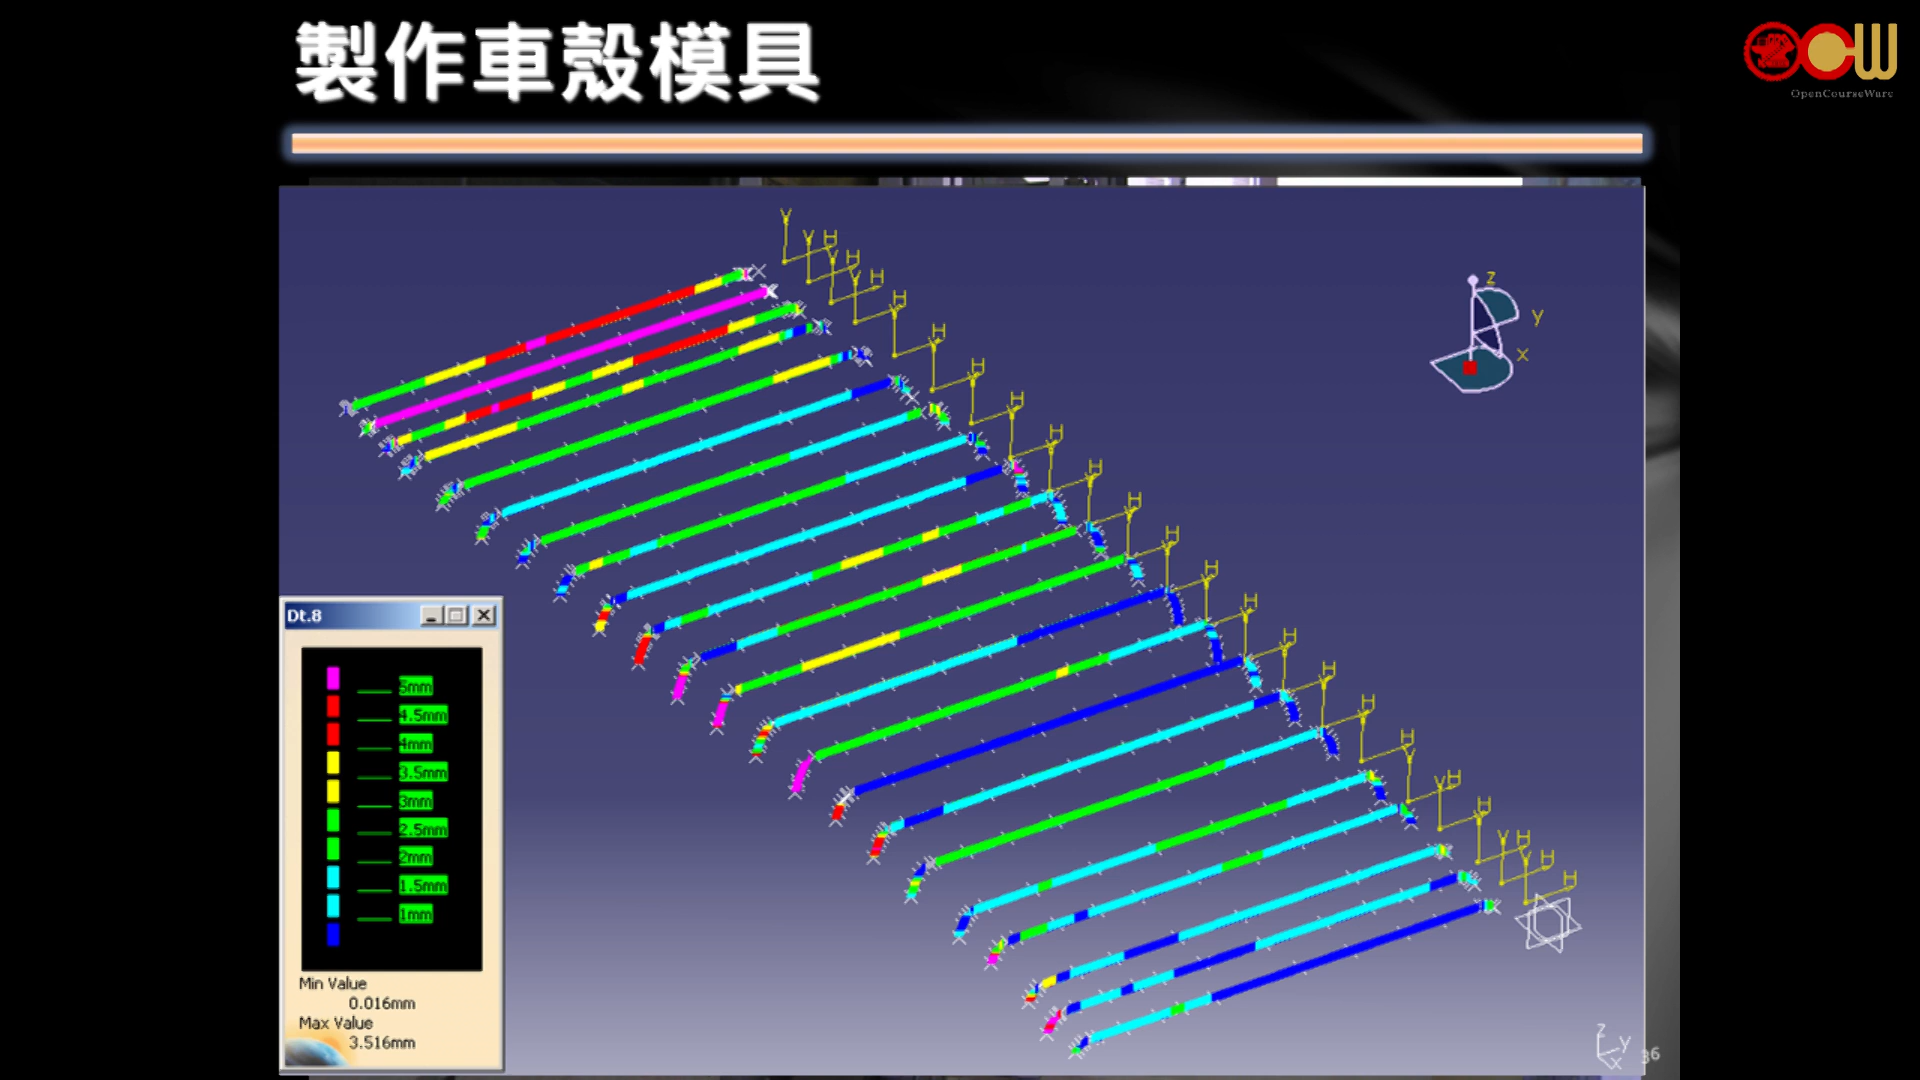 製作車殼模具
OpenCourseWare
Dt.8
5mm
4.5mm
4mm
3.5mm
3mm
2.5mm
2mm
1.5mm
1mm
Min Value
0.016mm
Max Value
3.516mm
z
y
x
z
y
x
36